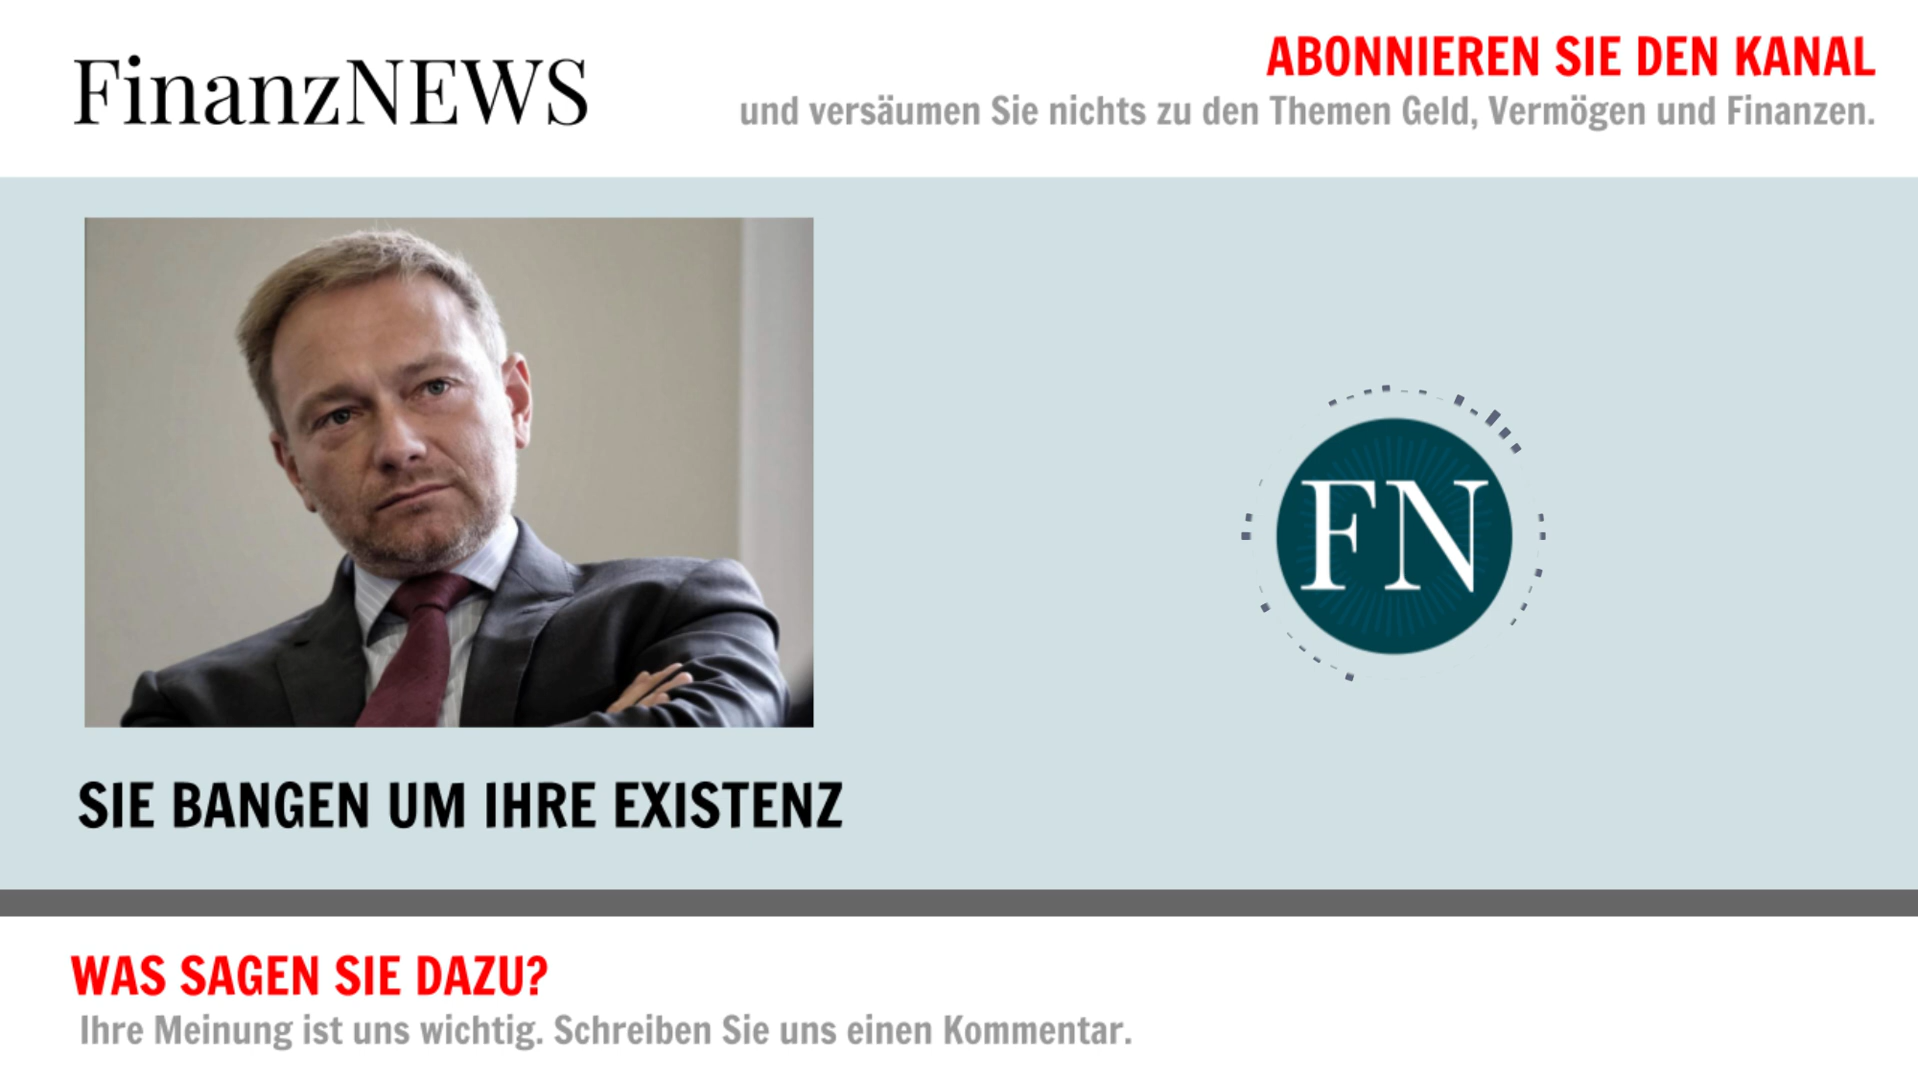 FinanzNEWS
ABONNIEREN SIE DEN KANAL
und versäumen Sie nichts zu den Themen Geld, Vermögen und Finanzen.
FN
SIE BANGEN UM IHRE EXISTENZ
WAS SAGEN SIE DAZU?
Ihre Meinung ist uns wichtig. Schreiben Sie uns einen Kommentar.